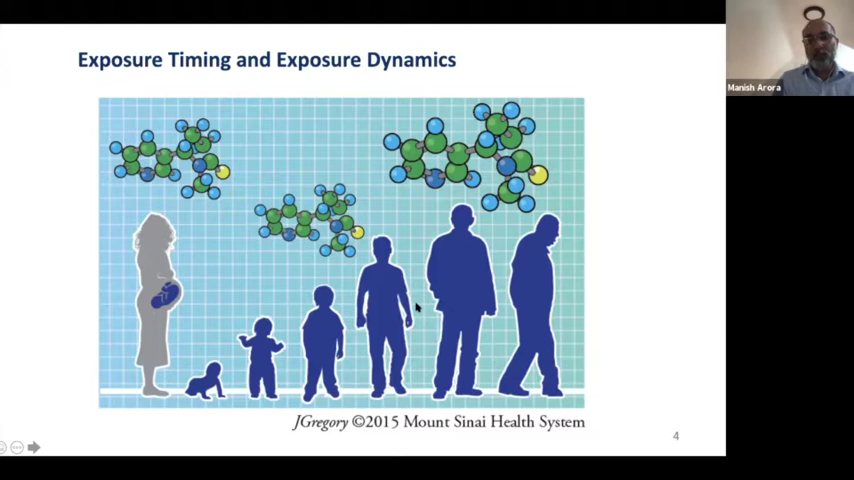 Exposure Timing and Exposure Dynamics
Manish Arora
JGregory ©2015 Mount Sinai Health System
4